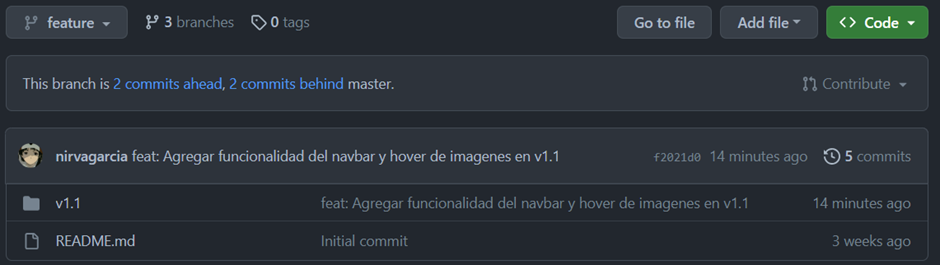 feature 3 branches 0 tags Go to file Add file Code
This branch is 2 commits ahead, 2 commits behind master. Contribute
nirvagarcia feat: Agregar funcionalidad del navbar y hover de imagenes en v1.1 f2021d0 14 minutes ago 5 commits
v1.1 feat: Agregar funcionalidad del navbar y hover de imagenes en v1.1 14 minutes ago
README.md Initial commit 3 weeks ago